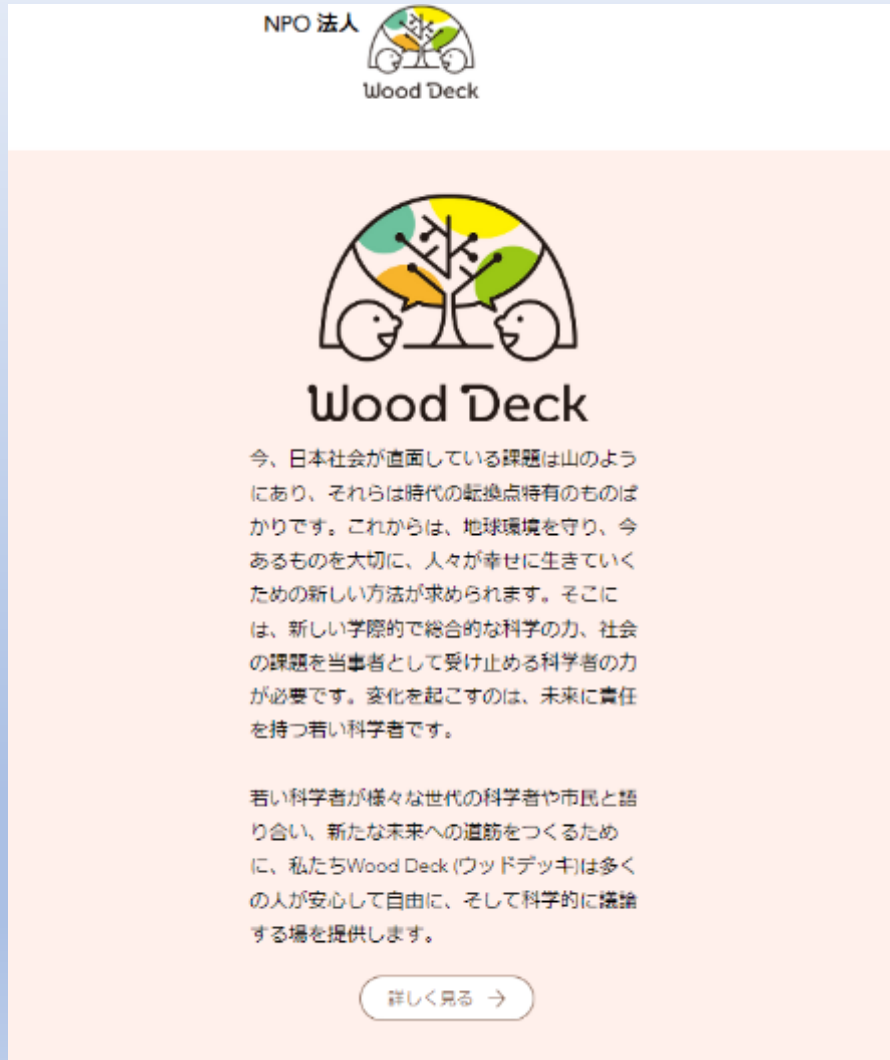 NPO 法人
Wood Deck
Wood Deck
今、日本社会が直面している課題は山のよう
にあり、それらは時代の転換点特有のものば
かりです。これからは、地球環境を守り、今
あるものを大切に、人々が幸せに生きていく
ための新しい方法が求められます。そこに
は、新しい学際的で総合的な科学の力、社会
の課題を当事者として受け止める科学者の力
が必要です。変化を起こすのは、未来に責任
を持つ若い科学者です。
若い科学者が様々な世代の科学者や市民と語
り合い、新たな未来への道筋をつくるため
に、私たちWood Deck (ウッドデッキ)は多く
の人が安心して自由に、そして科学的に議論
する場を提供します。
詳しく見る →